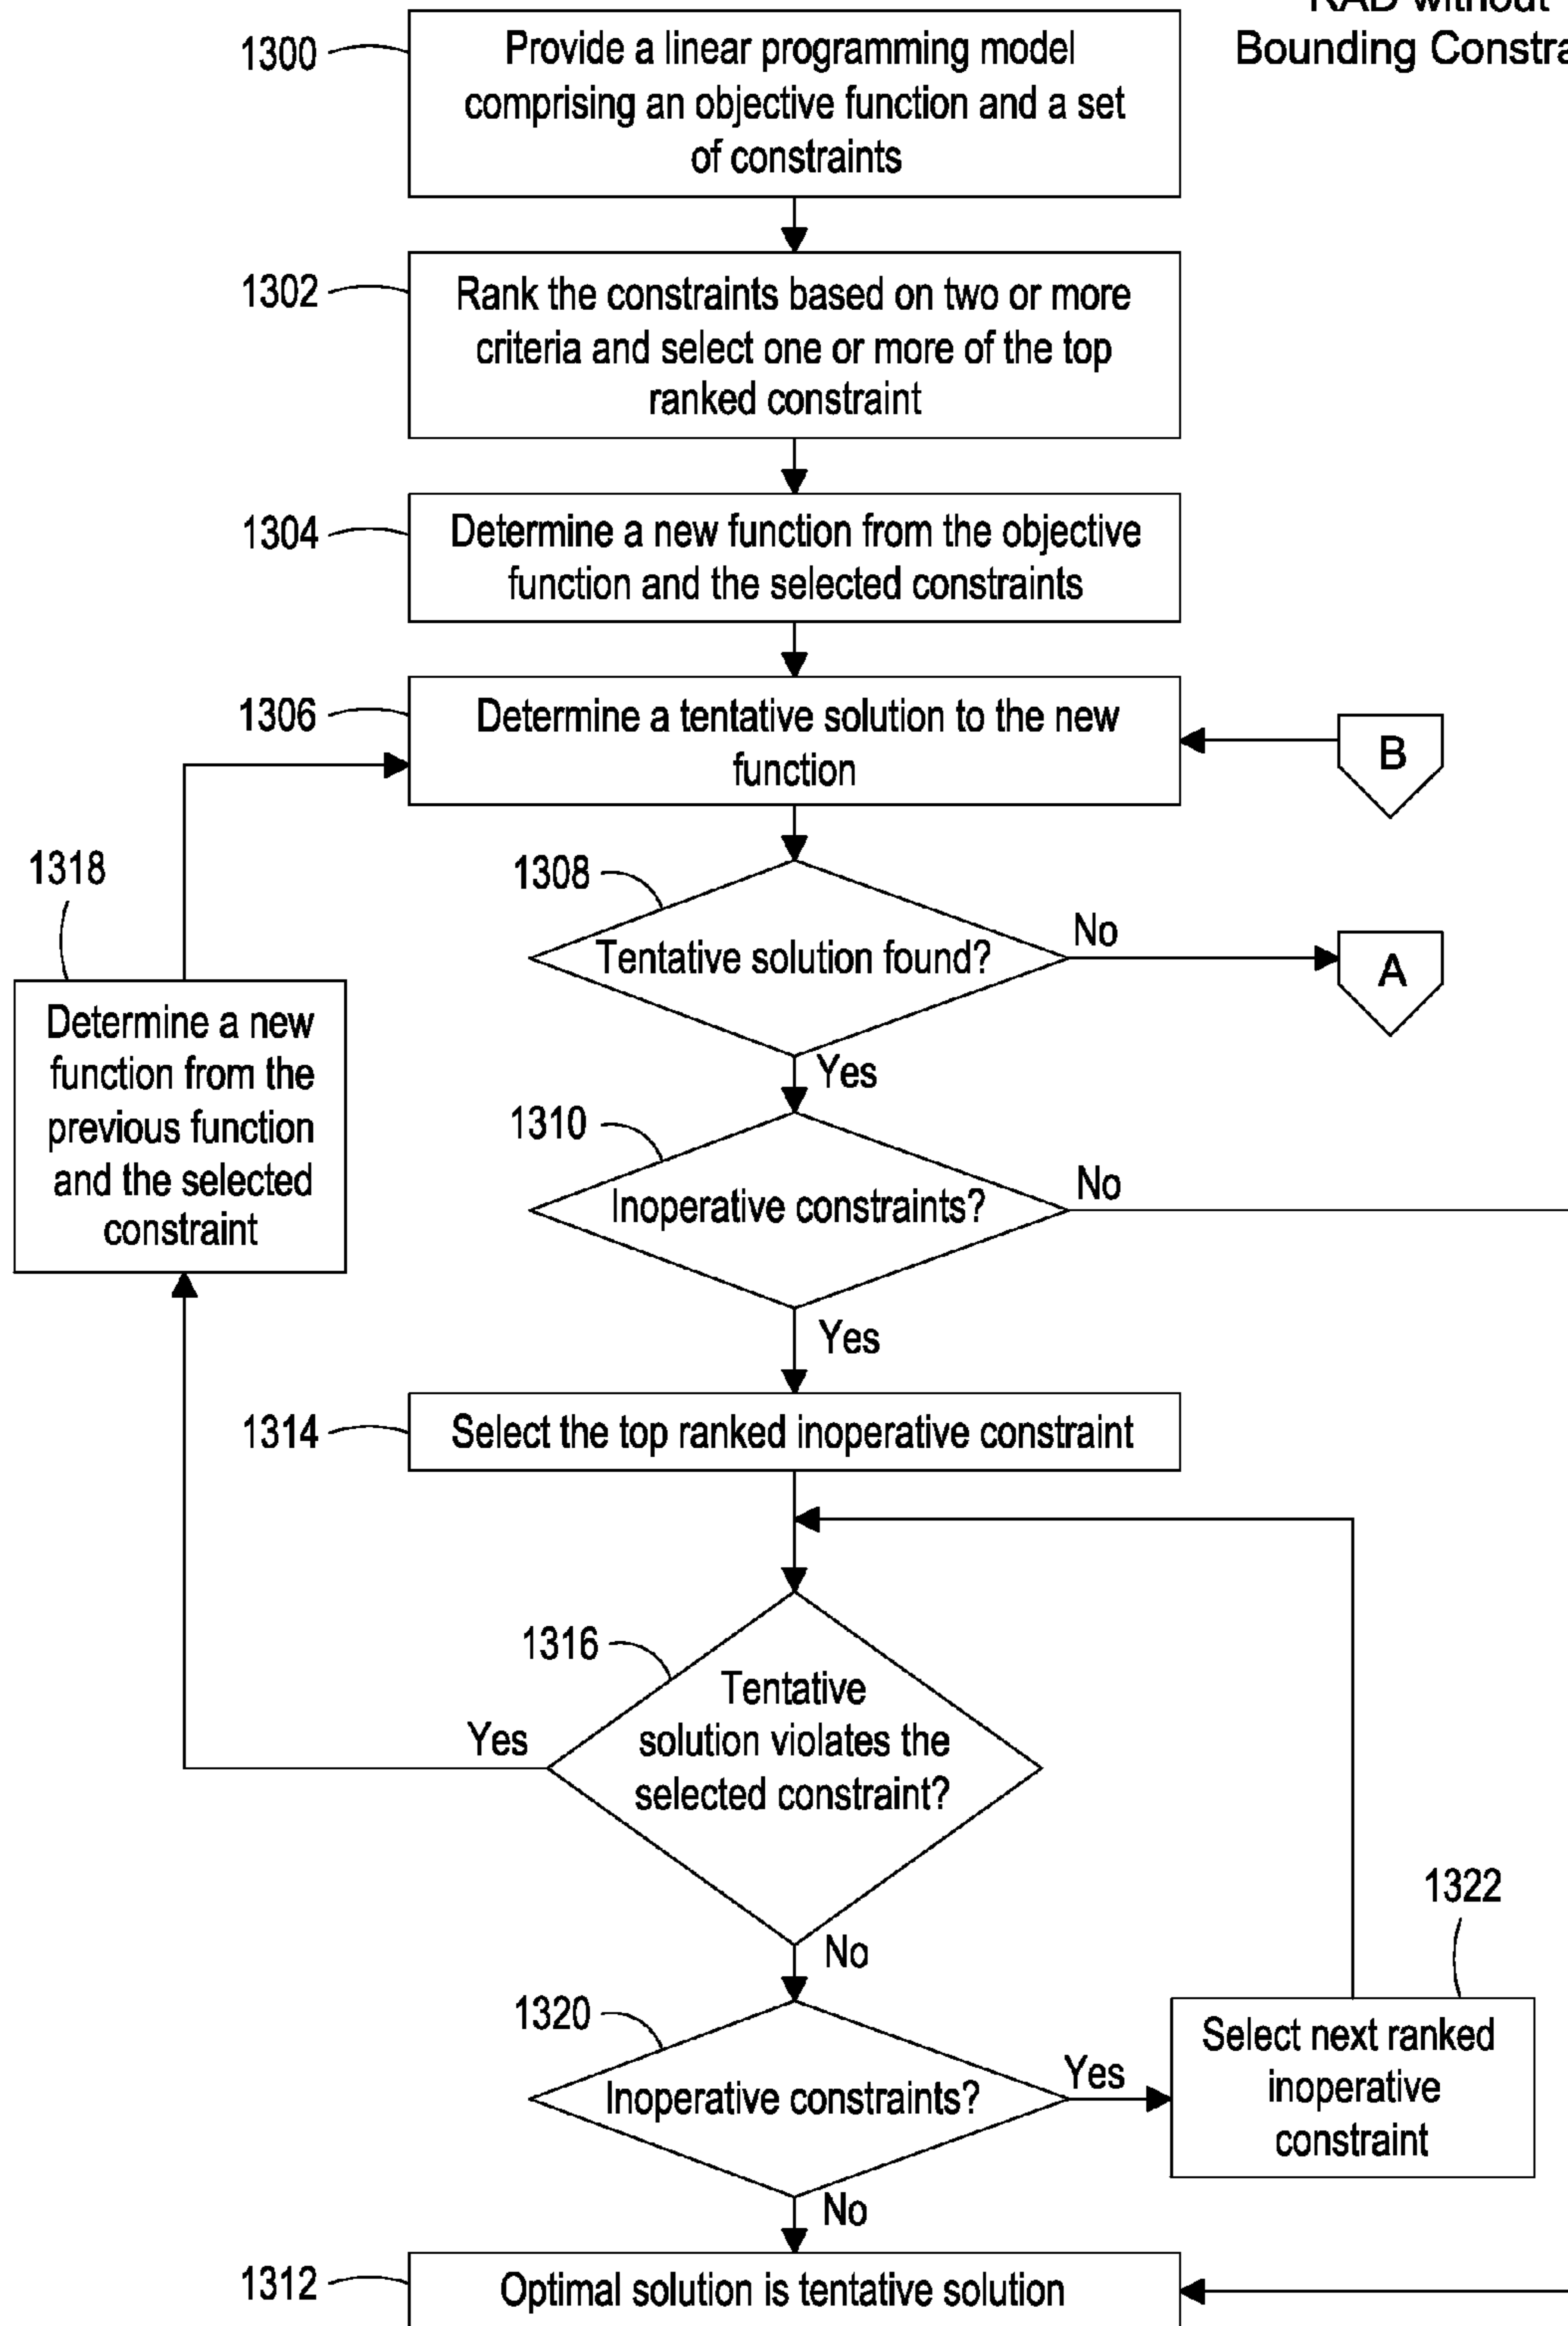 RAD without
Bounding
1300
Provide a linear programming model
comprising an objective function and a set
of constraints
1302
Rank the constraints based on two or more
criteria and select one or more of the top
ranked constraint
1304
Determine a new function from the objective
function and the selected constraints
1306
Determine a tentative solution to the new
function
B
1318
Determine a new
function from the
previous function
and the selected
constraint
1308
Tentative solution found?
No
A
Yes
1310
Inoperative constraints?
No
Yes
1314
Select the top ranked inoperative constraint
1316
Tentative
solution violates the
selected constraint?
Yes
No
1320
Inoperative constraints?
Yes
1322
Select next ranked
inoperative
constraint
No
1312
Optimal solution is tentative solution